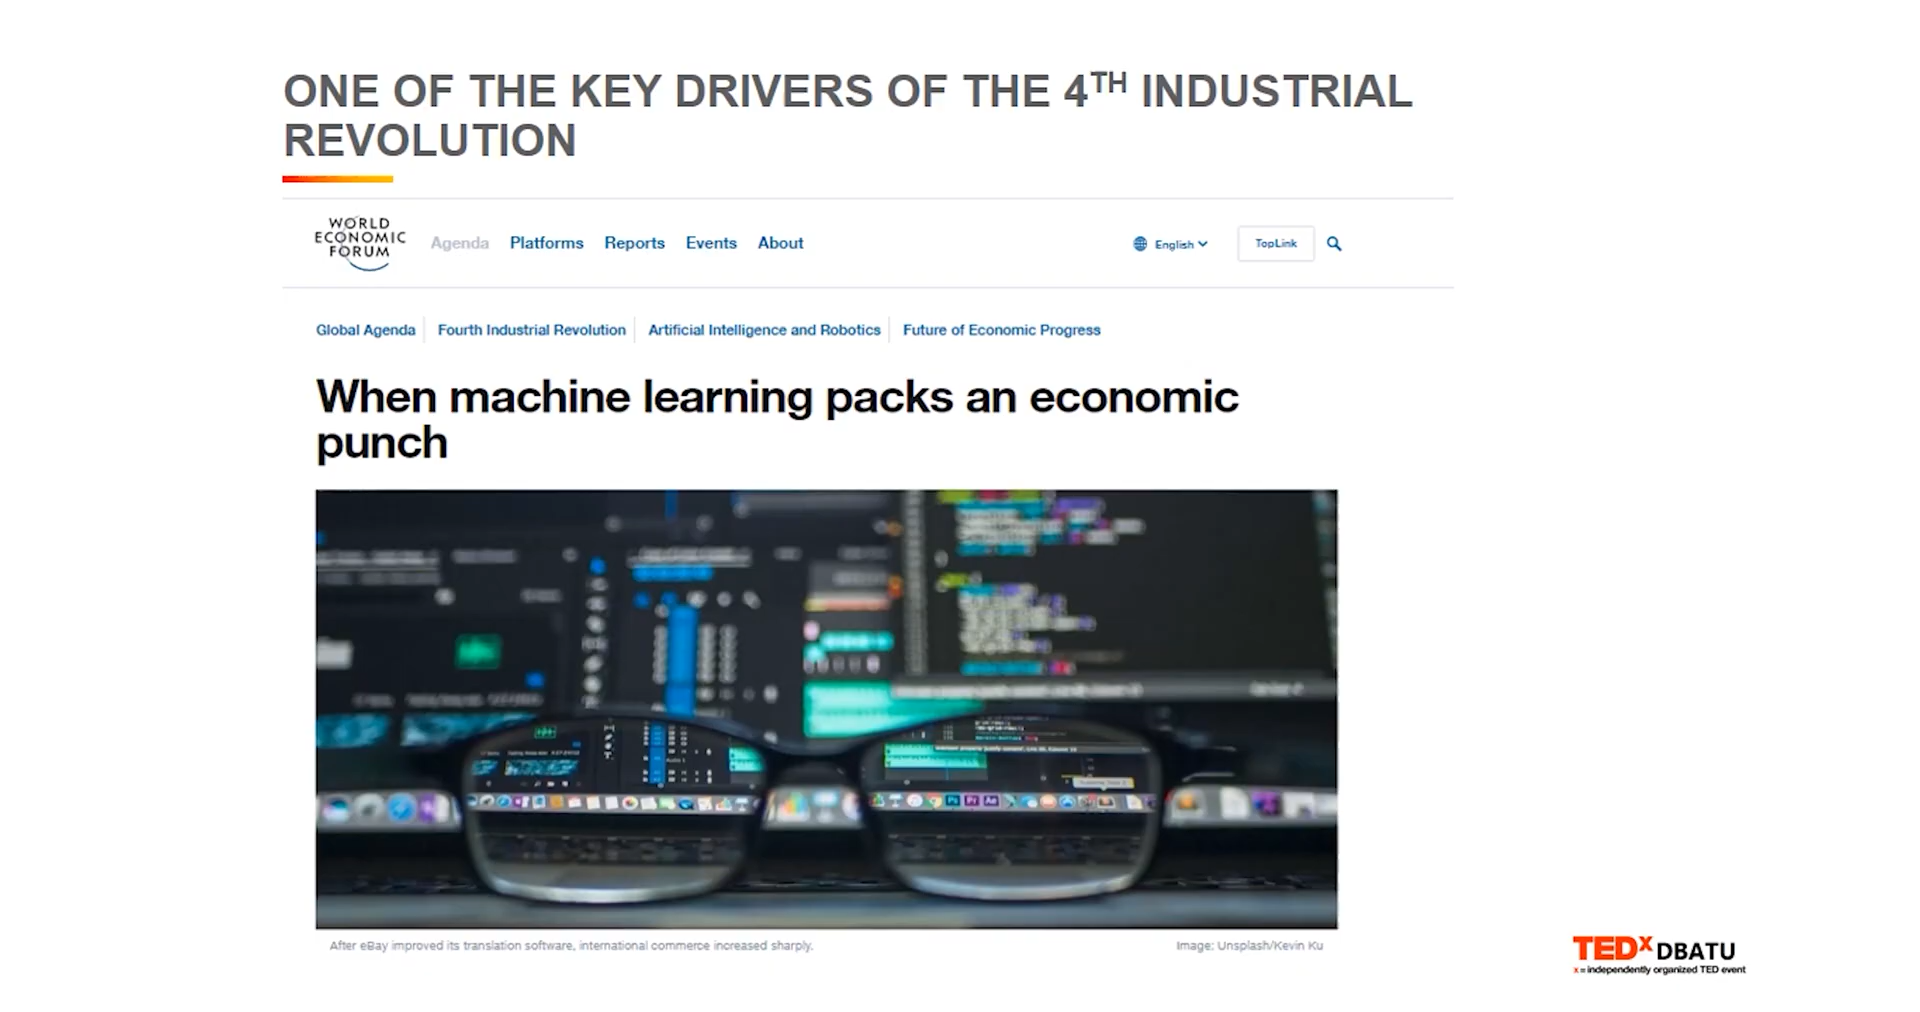 ONE OF THE KEY DRIVERS OF THE 4TH INDUSTRIAL
REVOLUTION
WORLD
ECONOMIC
FORUM
Agenda Platforms Reports Events About
English
TopLink
Global Agenda Fourth Industrial Revolution Artificial Intelligence and Robotics Future of Economic Progress
When machine learning packs an economic
punch
Ps Pr Ae
After eBay improved its translation software, international commerce increased sharply.
Image: Unsplash/Kevin Ku
TEDx DBATU
x = independently organized TED event